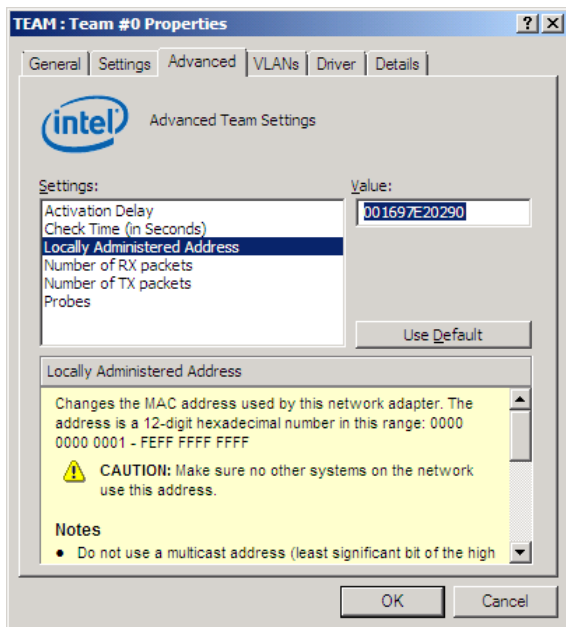 TEAM : Team #0 Properties
General Settings Advanced VLANs Driver Details
intel
Advanced Team Settings
Settings:
Value:
Activation Delay
Check Time (in Seconds)
Locally Administered Address
Number of RX packets
Number of TX packets
Probes
001697E20290
Use Default
Locally Administered Address
Changes the MAC address used by this network adapter. The
address is a 12-digit hexadecimal number in this range: 0000
0000 0001 - FEFF FFFF FFFF
CAUTION: Make sure no other systems on the network
use this address.
Notes
• Do not use a multicast address (least significant bit of the high
OK Cancel